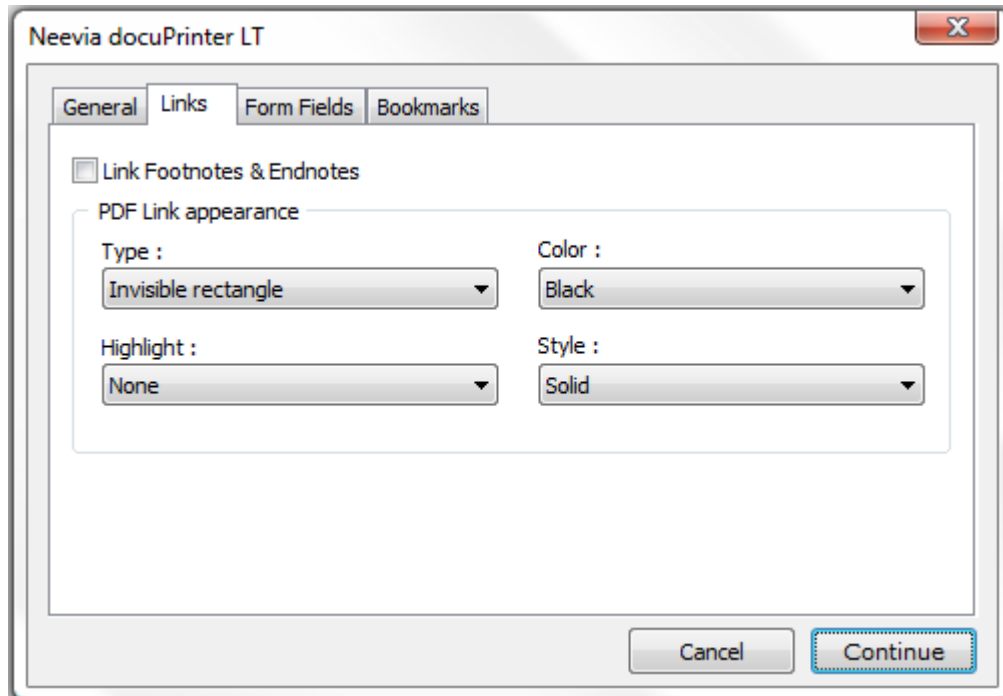 Neevia docuPrinter LT
General Links Form Fields Bookmarks
Link Footnotes & Endnotes
PDF Link appearance
Type : Color :
Invisible rectangle Black
Highlight : Style :
None Solid
Cancel Continue